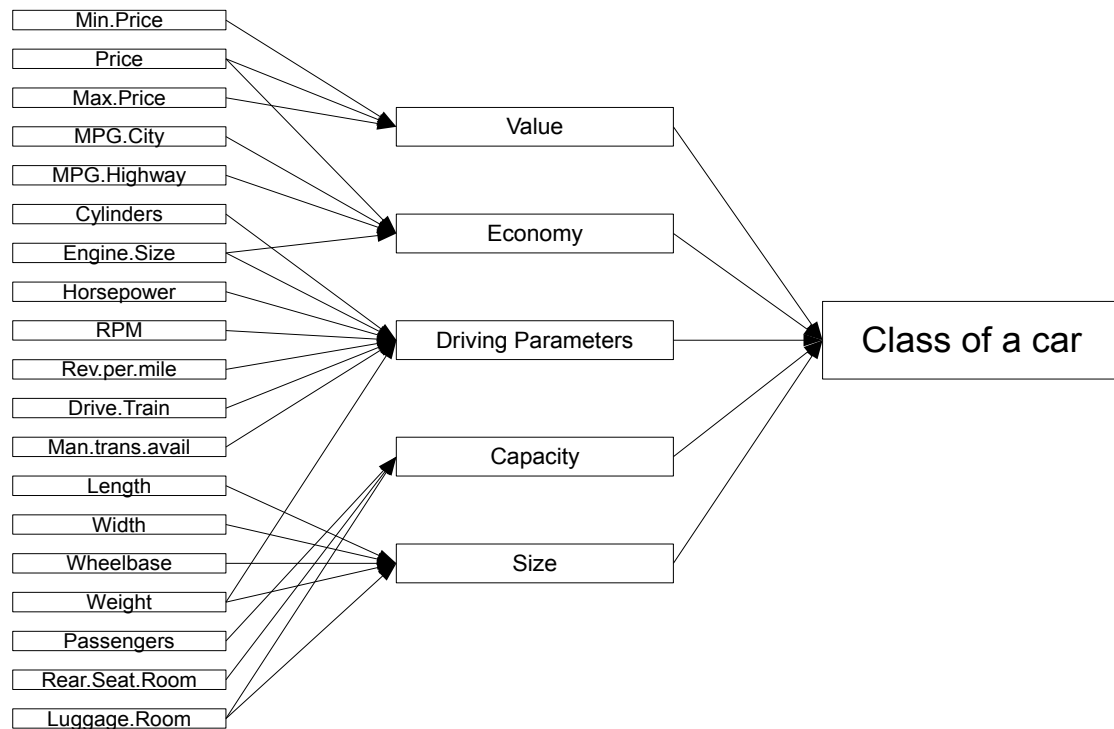 Min.Price
Price
Max.Price
MPG.City
MPG.Highway
Cylinders
Engine.Size
Horsepower
RPM
Rev.per.mile
Drive.Train
Man.trans.avail
Length
Width
Wheelbase
Weight
Passengers
Rear.Seat.Room
Luggage.Room
Value
Economy
Driving Parameters
Capacity
Size
Class of a car